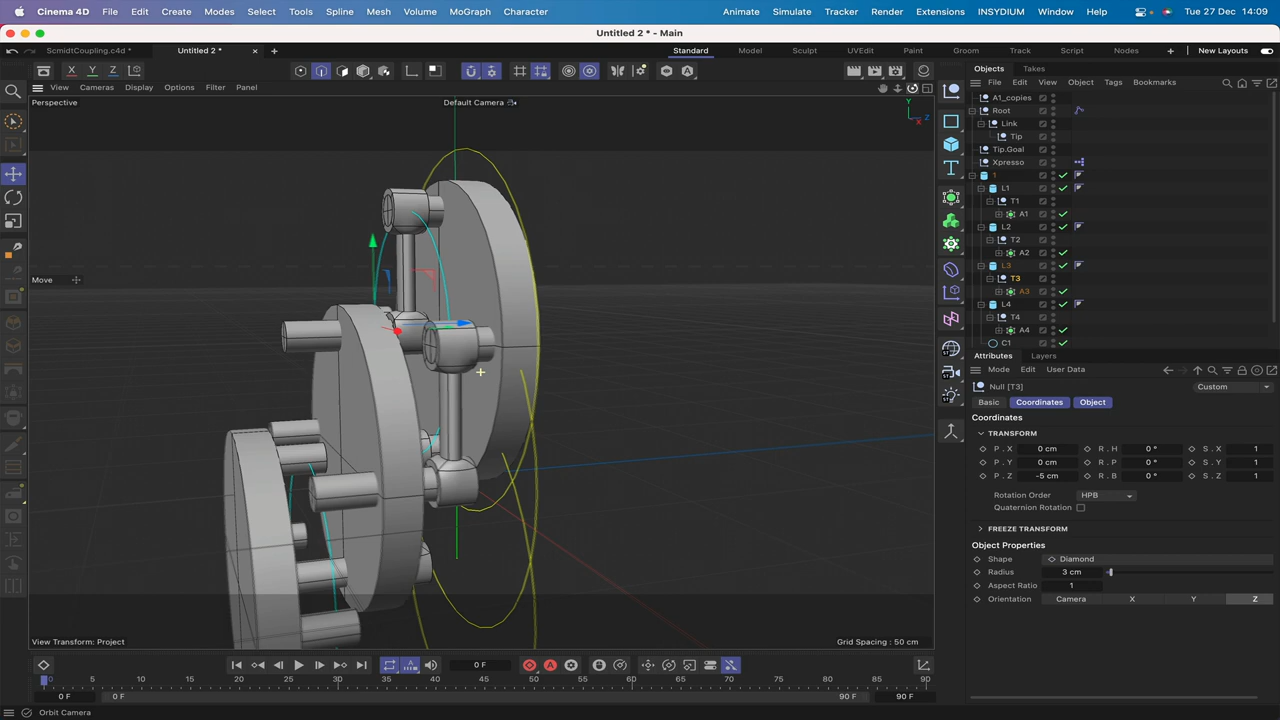 Cinema 4D File Edit Create Modes Select Tools Spline Mesh Volume MoGraph Character Animate Simulate Tracker Render Extensions INSYDIUM Window Help Tue 27 Dec 14:09
Untitled 2 * - Main
ScmidtCoupling.c4d * Untitled 2 * Standard Model Sculpt UVEdit Paint Groom Track Script Nodes New Layouts
X Y Z
Objects Takes
View Cameras Display Options Filter Panel
File Edit View Object Tags Bookmarks
Perspective Default Camera
Y
Z
X
A1_copies
Root
Link
Tip
Tip.Goal
Xpresso
1
L1
T1
A1
L2
T2
A2
L3
T3
A3
L4
T4
A4
C1
Move
Attributes Layers
Mode Edit User Data
Null [T3] Custom
Basic Coordinates Object
Coordinates
TRANSFORM
P . X 0 cm R . H 0 ° S . X 1
P . Y 0 cm R . P 0 ° S . Y 1
P . Z -5 cm R . B 0 ° S . Z 1
Rotation Order HPB
Quaternion Rotation
FREEZE TRANSFORM
Object Properties
Shape Diamond
Radius 3 cm
Aspect Ratio 1
Orientation Camera X Y Z
View Transform: Project Grid Spacing : 50 cm
0 F
0 5 10 15 20 25 30 35 40 45 50 55 60 65 70 75 80 85 90
0 F 0 F 90 F 90 F
Orbit Camera